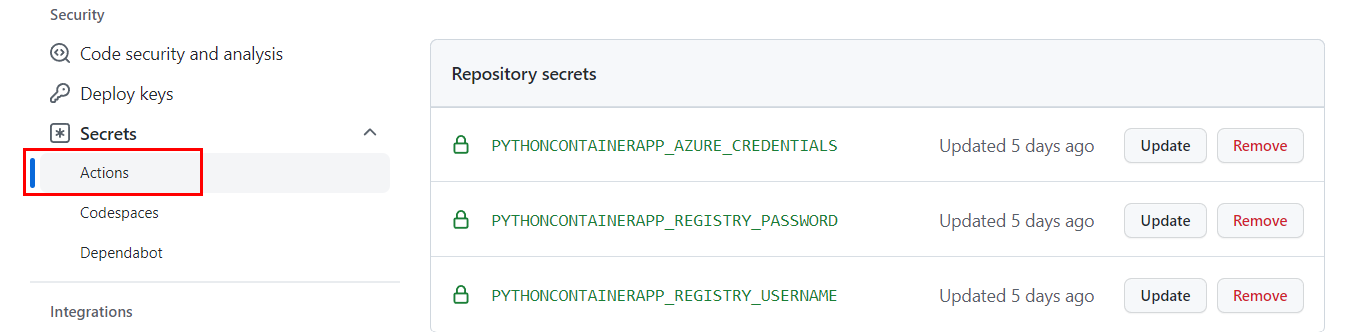 Security
Code security and analysis
Deploy keys
Secrets
Actions
Codespaces
Dependabot
Integrations
Repository secrets
PYTHONCONTAINERAPP_AZURE_CREDENTIALS Updated 5 days ago Update Remove
PYTHONCONTAINERAPP_REGISTRY_PASSWORD Updated 5 days ago Update Remove
PYTHONCONTAINERAPP_REGISTRY_USERNAME Updated 5 days ago Update Remove